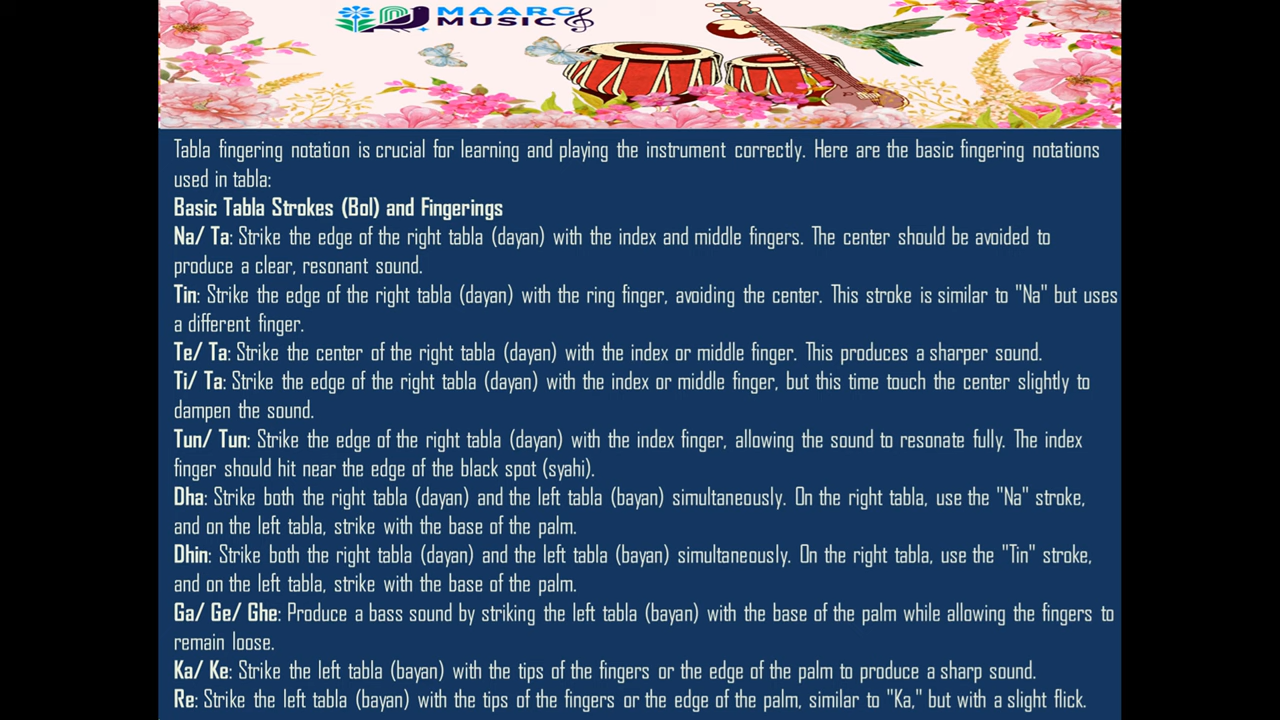 MAARG
MUSIC
Tabla fingering notation is crucial for learning and playing the instrument correctly. Here are the basic fingering notations
used in tabla:
Basic Tabla Strokes (Bol) and Fingerings
Na/ Ta: Strike the edge of the right tabla (dayan) with the index and middle fingers. The center should be avoided to
produce a clear, resonant sound.
Tin: Strike the edge of the right tabla (dayan) with the ring finger, avoiding the center. This stroke is similar to "Na" but uses
a different finger.
Te/ Ta: Strike the center of the right tabla (dayan) with the index or middle finger. This produces a sharper sound.
Ti/ Ta: Strike the edge of the right tabla (dayan) with the index or middle finger, but this time touch the center slightly to
dampen the sound.
Tun/ Tun: Strike the edge of the right tabla (dayan) with the index finger, allowing the sound to resonate fully. The index
finger should hit near the edge of the black spot (syahi).
Dha: Strike both the right tabla (dayan) and the left tabla (bayan) simultaneously. On the right tabla, use the "Na" stroke,
and on the left tabla, strike with the base of the palm.
Dhin: Strike both the right tabla (dayan) and the left tabla (bayan) simultaneously. On the right tabla, use the "Tin" stroke,
and on the left tabla, strike with the base of the palm.
Ga/ Ge/ Ghe: Produce a bass sound by striking the left tabla (bayan) with the base of the palm while allowing the fingers to
remain loose.
Ka/ Ke: Strike the left tabla (bayan) with the tips of the fingers or the edge of the palm to produce a sharp sound.
Re: Strike the left tabla (bayan) with the tips of the fingers or the edge of the palm, similar to "Ka," but with a slight flick.